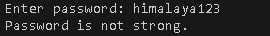 Enter password: himalaya123
Password is not strong.